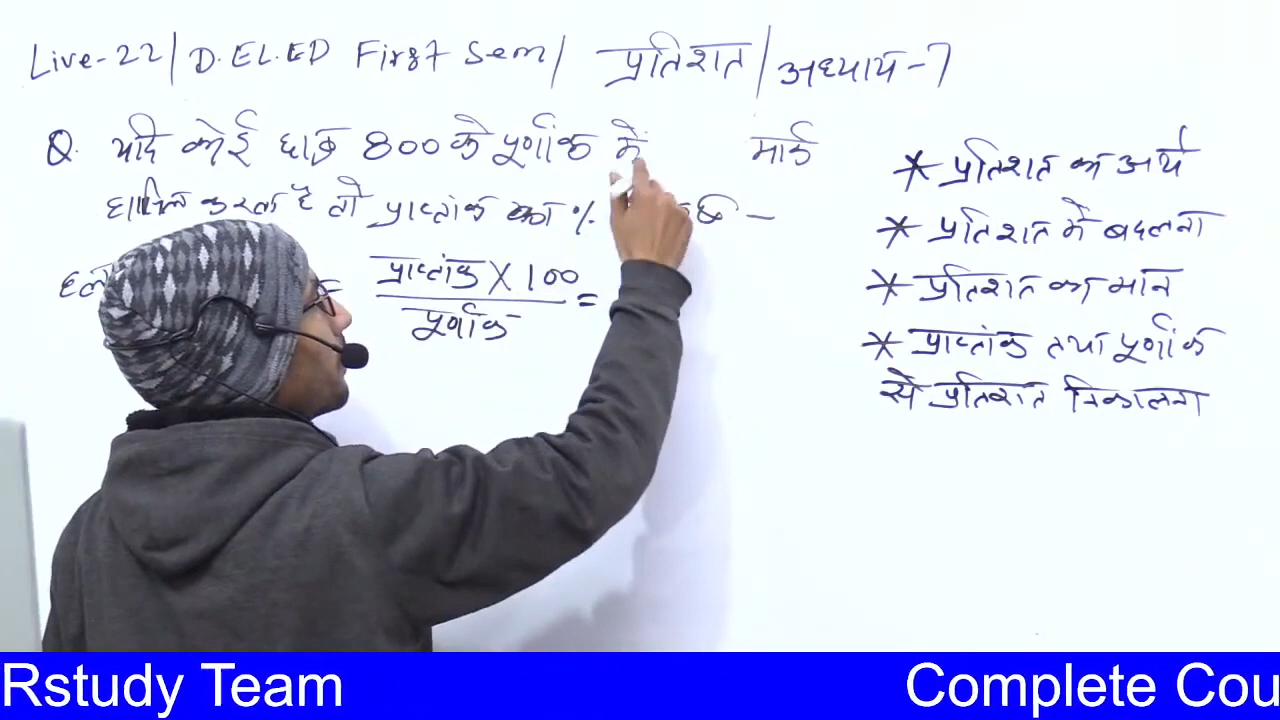 Live-22 / D.EL.ED First Sem / प्रतिशत / अध्याय-7
Q. यदि कोई छात्र 800 के पूर्णांक में मार्क
हासिल करता है तो प्राप्तांक का %
हल = प्राप्तांक × 100 =
पूर्णांक
* प्रतिशत का अर्थ
* प्रतिशत में बदलना
* प्रतिशत का मान
* प्राप्तांक तथा पूर्णांक
से प्रतिशत निकालना
Rstudy Team Complete Cou